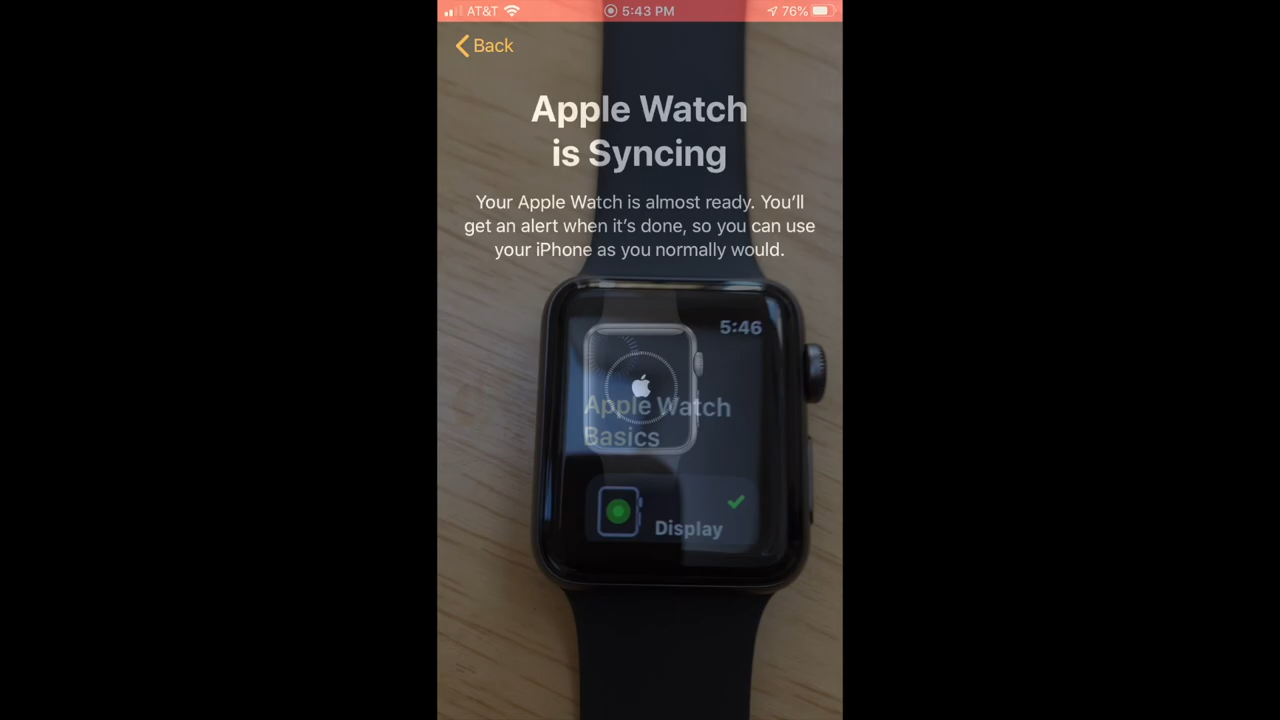 AT&T 5:43 PM 76%
Back
Apple Watch
is Syncing
Your Apple Watch is almost ready. You’ll
get an alert when it’s done, so you can use
your iPhone as you normally would.
5:46
Apple Watch
Basics
Display